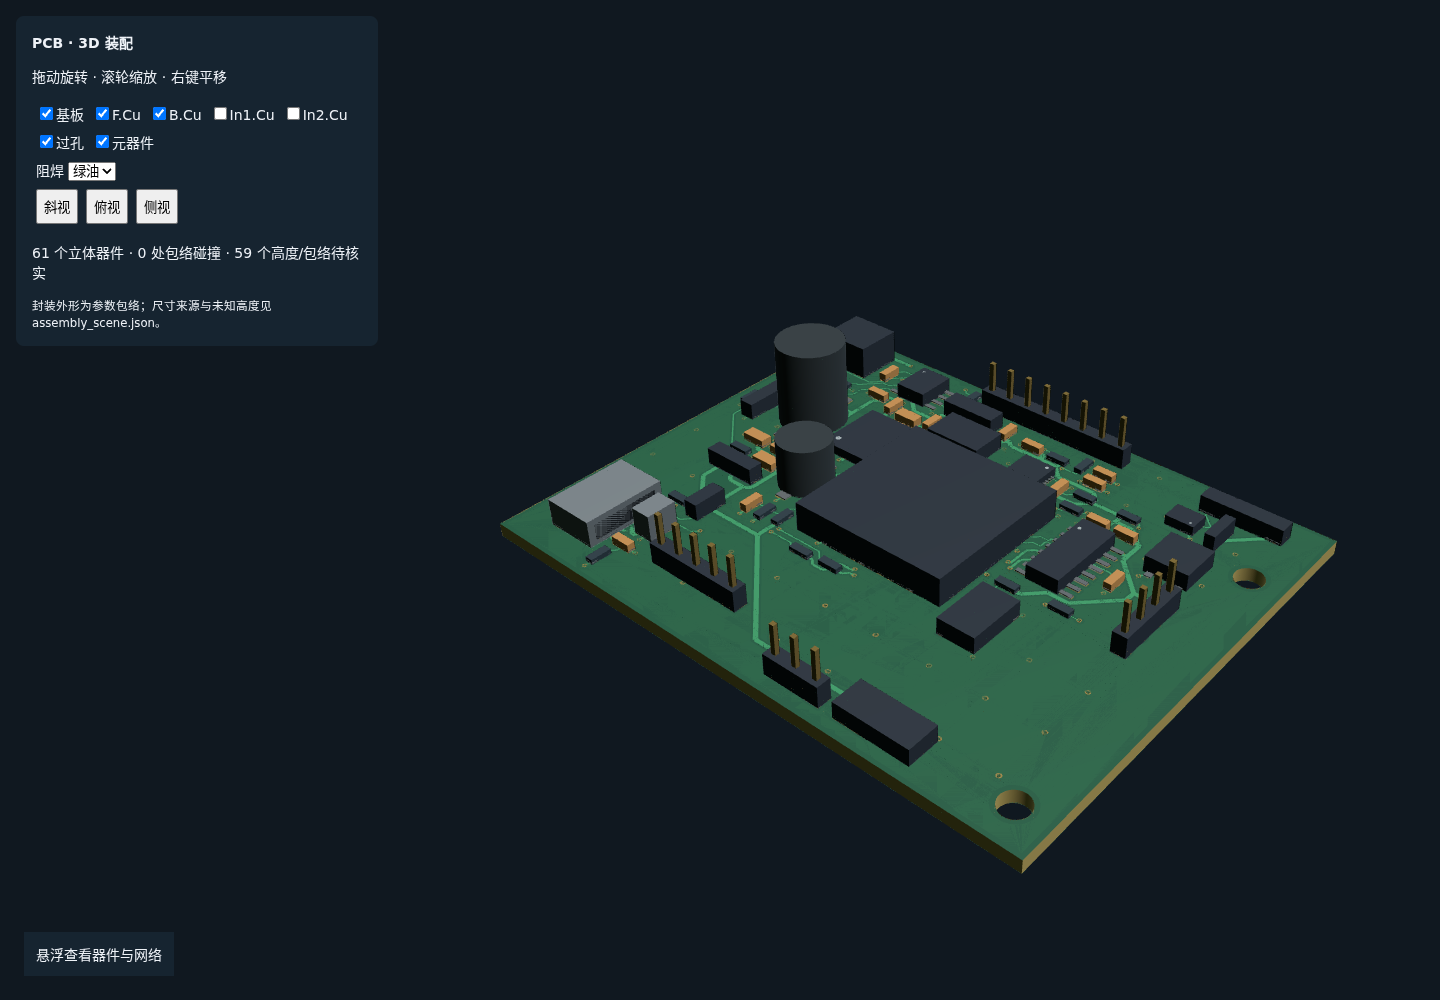 PCB · 3D 装配
拖动旋转 · 滚轮缩放 · 右键平移
基板 F.Cu B.Cu In1.Cu In2.Cu
过孔 元器件
阻焊 绿油
斜视 俯视 侧视
61 个立体器件 · 0 处包络碰撞 · 59 个高度/包络待核
实
封装外形为参数包络；尺寸来源与未知高度见
assembly_scene.json。
悬浮查看器件与网络